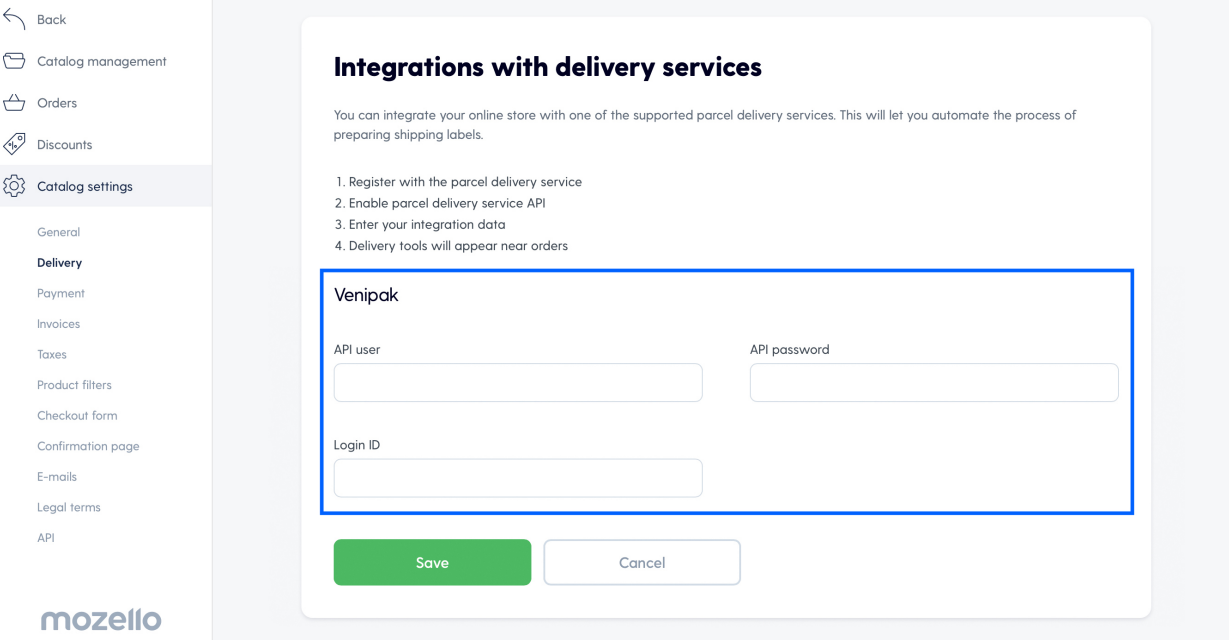 Back
Catalog management
Orders
Discounts
Catalog settings
General
Delivery
Payment
Invoices
Taxes
Product filters
Checkout form
Confirmation page
E-mails
Legal terms
API
mozello
Integrations with delivery services
You can integrate your online store with one of the supported parcel delivery services. This will let you automate the process of
preparing shipping labels.
1. Register with the parcel delivery service
2. Enable parcel delivery service API
3. Enter your integration data
4. Delivery tools will appear near orders
Venipak
API user
API password
Login ID
Save
Cancel